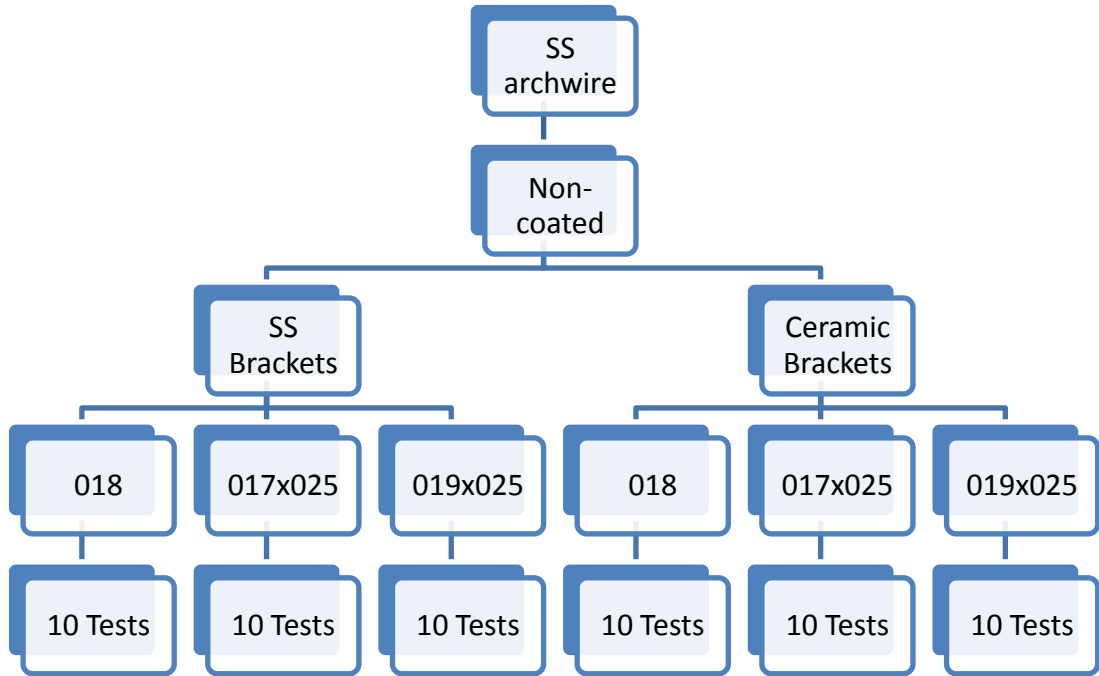 SS
archwire
Non-
coated
SS
Brackets
Ceramic
Brackets
018
017x025
019x025
018
017x025
019x025
10 Tests
10 Tests
10 Tests
10 Tests
10 Tests
10 Tests